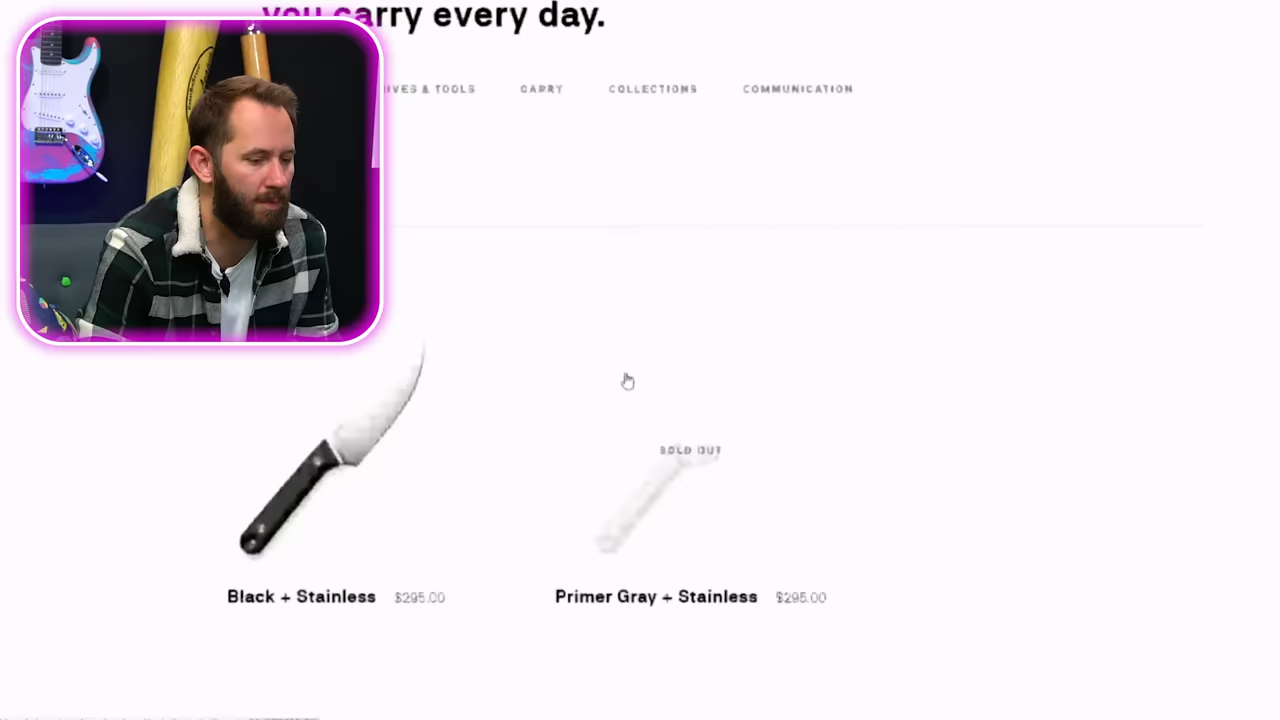 you carry every day.
IVES & TOOLS CARRY COLLECTIONS COMMUNICATION
SOLD OUT
Black + Stainless $295.00
Primer Gray + Stainless $295.00